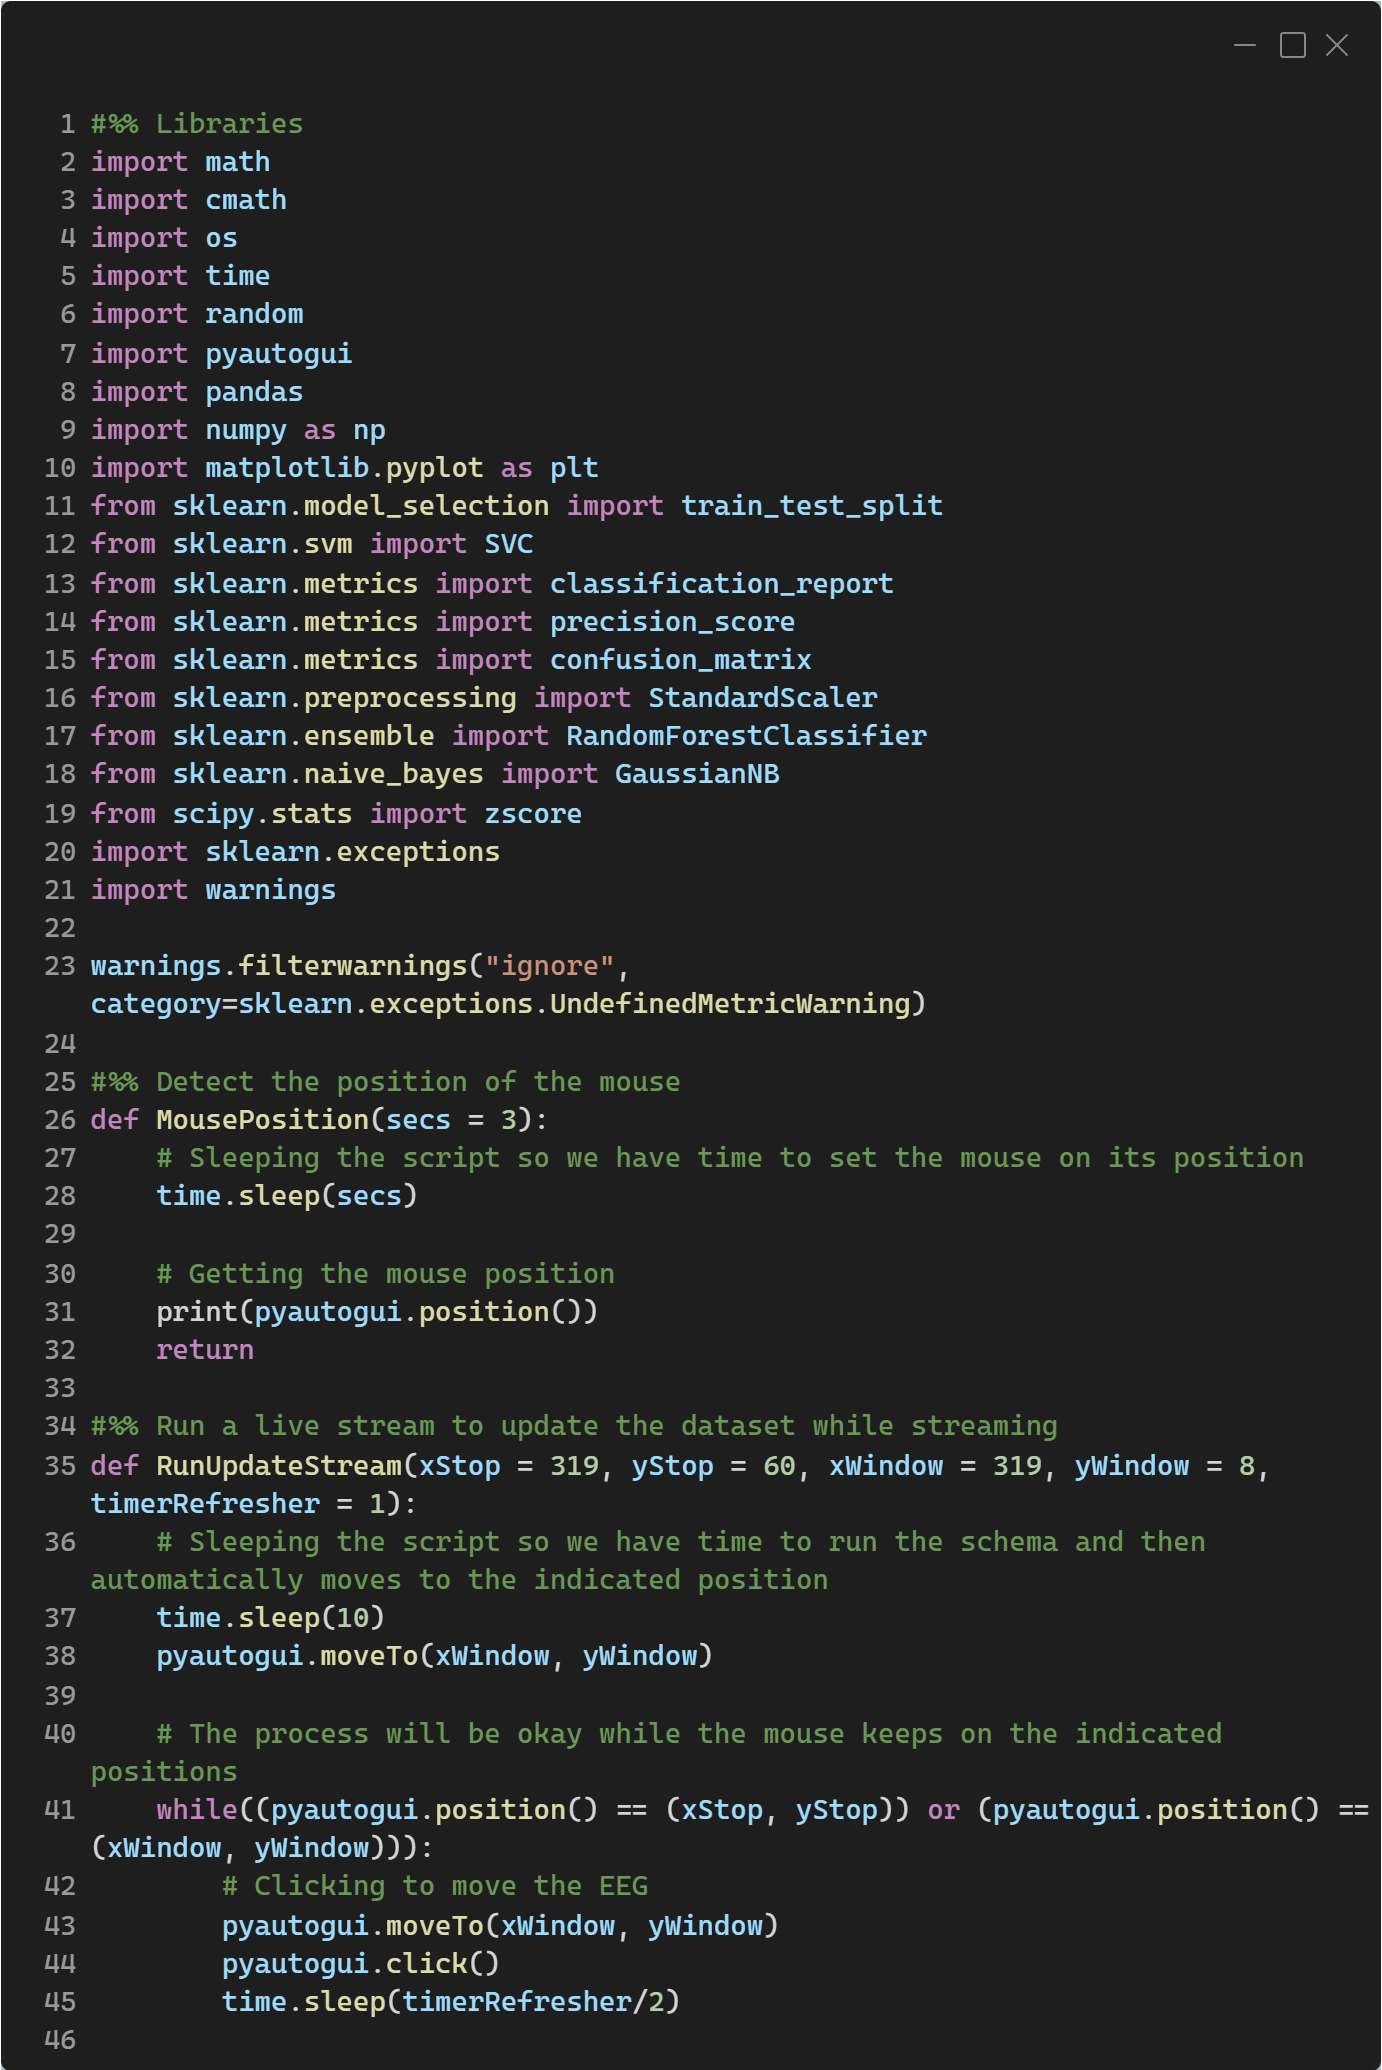 1 #%% Libraries
2 import math
3 import cmath
4 import os
5 import time
6 import random
7 import pyautogui
8 import pandas
9 import numpy as np
10 import matplotlib.pyplot as plt
11 from sklearn.model_selection import train_test_split
12 from sklearn.svm import SVC
13 from sklearn.metrics import classification_report
14 from sklearn.metrics import precision_score
15 from sklearn.metrics import confusion_matrix
16 from sklearn.preprocessing import StandardScaler
17 from sklearn.ensemble import RandomForestClassifier
18 from sklearn.naive_bayes import GaussianNB
19 from scipy.stats import zscore
20 import sklearn.exceptions
21 import warnings
22
23 warnings.filterwarnings("ignore",
category=sklearn.exceptions.UndefinedMetricWarning)
24
25 #%% Detect the position of the mouse
26 def MousePosition(secs = 3):
27     # Sleeping the script so we have time to set the mouse on its position
28     time.sleep(secs)
29
30     # Getting the mouse position
31     print(pyautogui.position())
32     return
33
34 #%% Run a live stream to update the dataset while streaming
35 def RunUpdateStream(xStop = 319, yStop = 60, xWindow = 319, yWindow = 8,
timerRefresher = 1):
36     # Sleeping the script so we have time to run the schema and then
automatically moves to the indicated position
37     time.sleep(10)
38     pyautogui.moveTo(xWindow, yWindow)
39
40     # The process will be okay while the mouse keeps on the indicated
positions
41     while((pyautogui.position() == (xStop, yStop)) or (pyautogui.position() ==
(xWindow, yWindow))):
42         # Clicking to move the EEG
43         pyautogui.moveTo(xWindow, yWindow)
44         pyautogui.click()
45         time.sleep(timerRefresher/2)
46